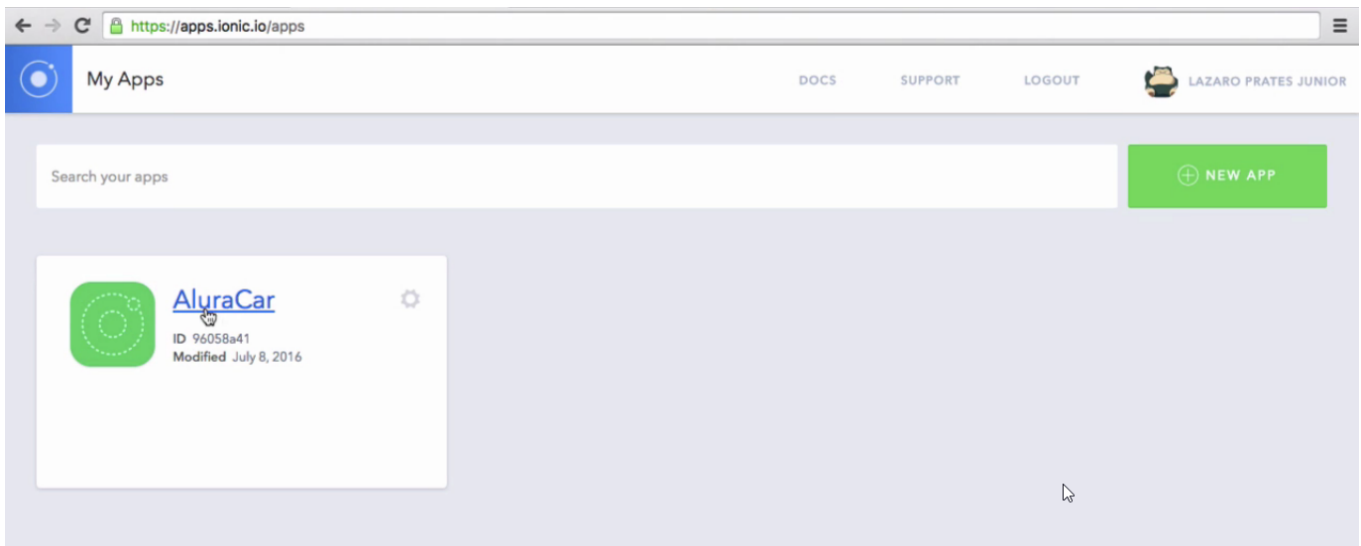 https://apps.ionic.io/apps
My Apps
DOCS SUPPORT LOGOUT LAZARO PRATES JUNIOR
Search your apps
NEW APP
AluraCar
ID 96058a41
Modified July 8, 2016